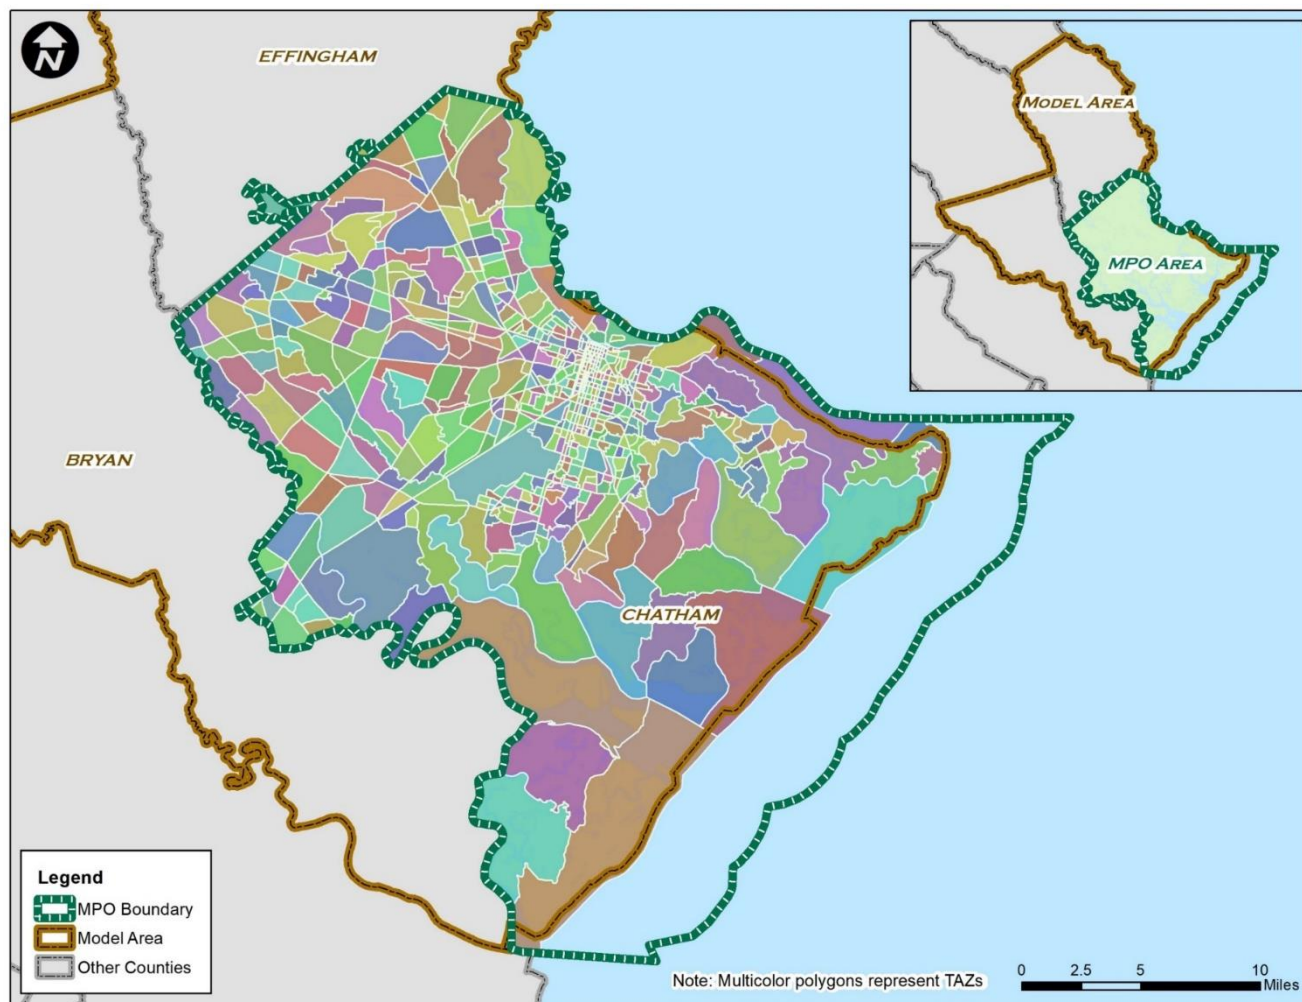 N
EFFINGHAM
MODEL AREA
MPO AREA
BRYAN
CHATHAM
Legend
MPO Boundary
Model Area
Other Counties
Note: Multicolor polygons represent TAZs
0 2.5 5 10
Miles